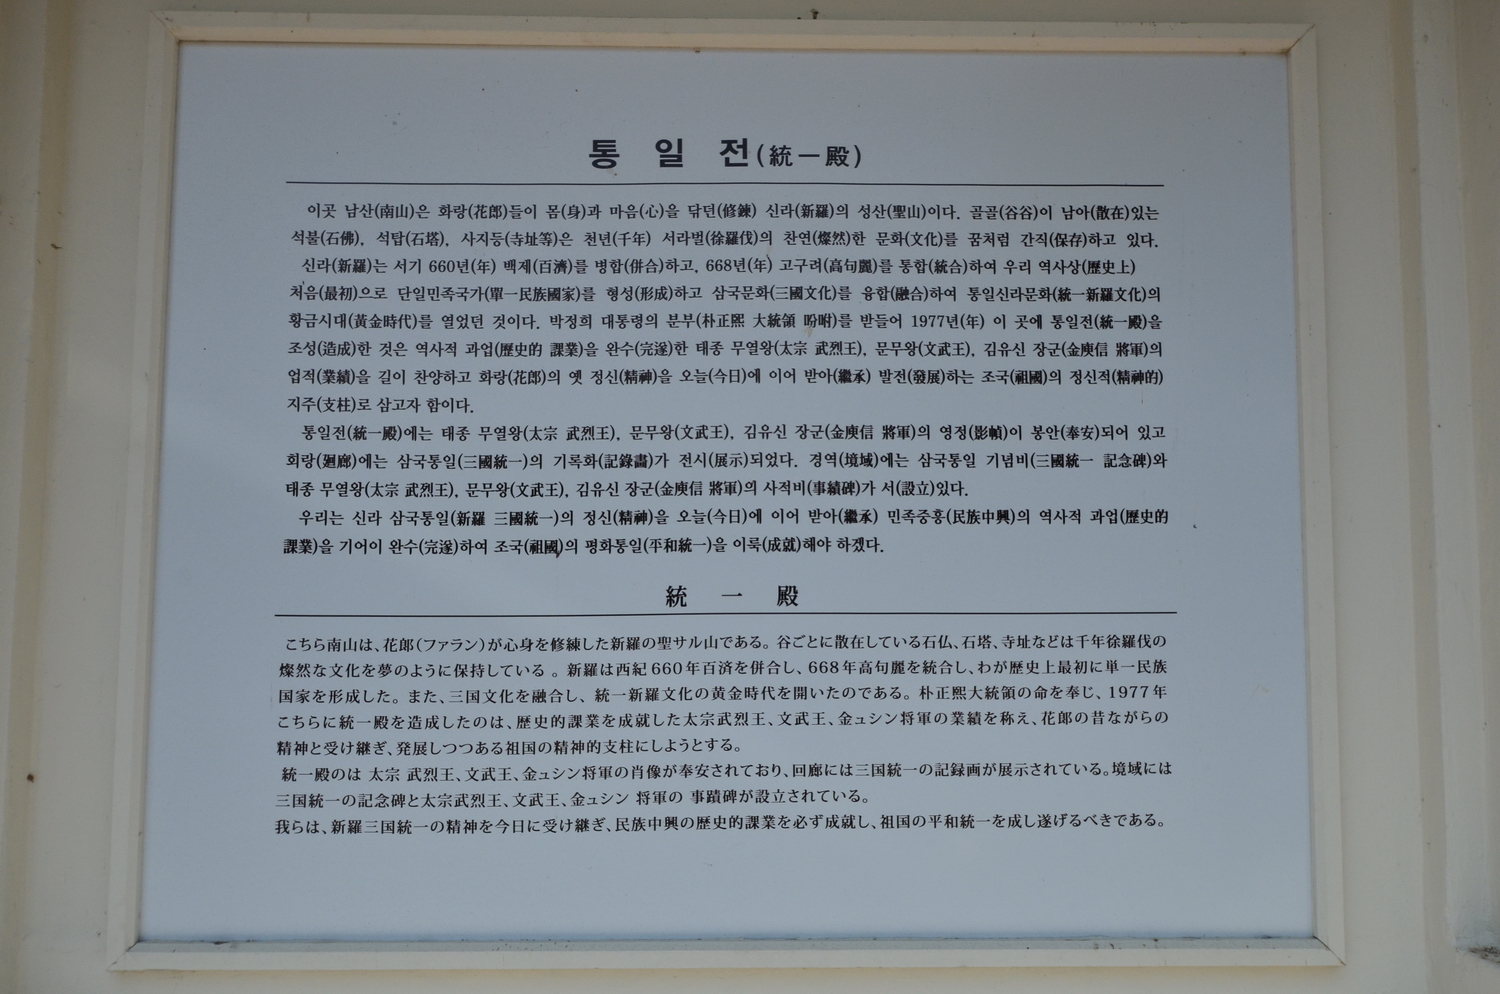 통 일 전(統一殿)
이곳 남산(南山)은 화랑(花郎)들이 몸(身)과 마음(心)을 닦던(修鍊) 신라(新羅)의 성산(聖山)이다. 골골(谷谷)이 남아(散在)있는
석불(石佛), 석탑(石塔), 사지등(寺址等)은 천년(千年) 서라벌(徐羅伐)의 찬연(燦然)한 문화(文化)를 꿈처럼 간직(保存)하고 있다.
신라(新羅)는 서기 660년(年) 백제(百濟)를 병합(併合)하고, 668년(年) 고구려(高句麗)를 통합(統合)하여 우리 역사상(歷史上)
처음(最初)으로 단일민족국가(單一民族國家)를 형성(形成)하고 삼국문화(三國文化)를 융합(融合)하여 통일신라문화(統一新羅文化)의
황금시대(黃金時代)를 열었던 것이다. 박정희 대통령의 분부(朴正熙 大統領 吩咐)를 받들어 1977년(年) 이 곳에 통일전(統一殿)을
조성(造成)한 것은 역사적 과업(歷史的 課業)을 완수(完遂)한 태종 무열왕(太宗 武烈王), 문무왕(文武王), 김유신 장군(金庾信 將軍)의
업적(業績)을 길이 찬양하고 화랑(花郎)의 옛 정신(精神)을 오늘(今日)에 이어 받아(繼承) 발전(發展)하는 조국(祖國)의 정신적(精神的)
지주(支柱)로 삼고자 함이다.
통일전(統一殿)에는 태종 무열왕(太宗 武烈王), 문무왕(文武王), 김유신 장군(金庾信 將軍)의 영정(影幀)이 봉안(奉安)되어 있고
회랑(廻廊)에는 삼국통일(三國統一)의 기록화(記錄畵)가 전시(展示)되었다. 경역(境域)에는 삼국통일 기념비(三國統一 記念碑)와
태종 무열왕(太宗 武烈王), 문무왕(文武王), 김유신 장군(金庾信 將軍)의 사적비(事績碑)가 서(設立)있다.
우리는 신라 삼국통일(新羅 三國統一)의 정신(精神)을 오늘(今日)에 이어 받아(繼承) 민족중흥(民族中興)의 역사적 과업(歷史的
課業)을 기어이 완수(完遂)하여 조국(祖國)의 평화통일(平和統一)을 이룩(成就)해야 하겠다.
統 一 殿
こちら南山は、花郎(ファラン)が心身を修練した新羅の聖サル山である。谷ごとに散在している石仏、石塔、寺址などは千年徐羅伐の
燦然な文化を夢のように保持している 。新羅は西紀 660年百済を併合し、668年高句麗を統合し、わが歴史上最初に単一民族
国家を形成した。また、三国文化を融合し、統一新羅文化の黄金時代を開いたのである。朴正熙大統領の命を奉じ、1977年
こちらに統一殿を造成したのは、歴史的課業を成就した太宗武烈王、文武王、金ュシン将軍の業績を称え、花郎の昔ながらの
精神と受け継ぎ、発展しつつある祖国の精神的支柱にしようとする。
統一殿のは 太宗 武烈王、文武王、金ュシン将軍の肖像が奉安されており、回廊には三国統一の記録画が展示されている。境域には
三国統一の記念碑と太宗武烈王、文武王、金ュシン 将軍の 事蹟碑が設立されている。
我らは、新羅三国統一の精神を今日に受け継ぎ、民族中興の歴史的課業を必ず成就し、祖国の平和統一を成し遂げるべきである。